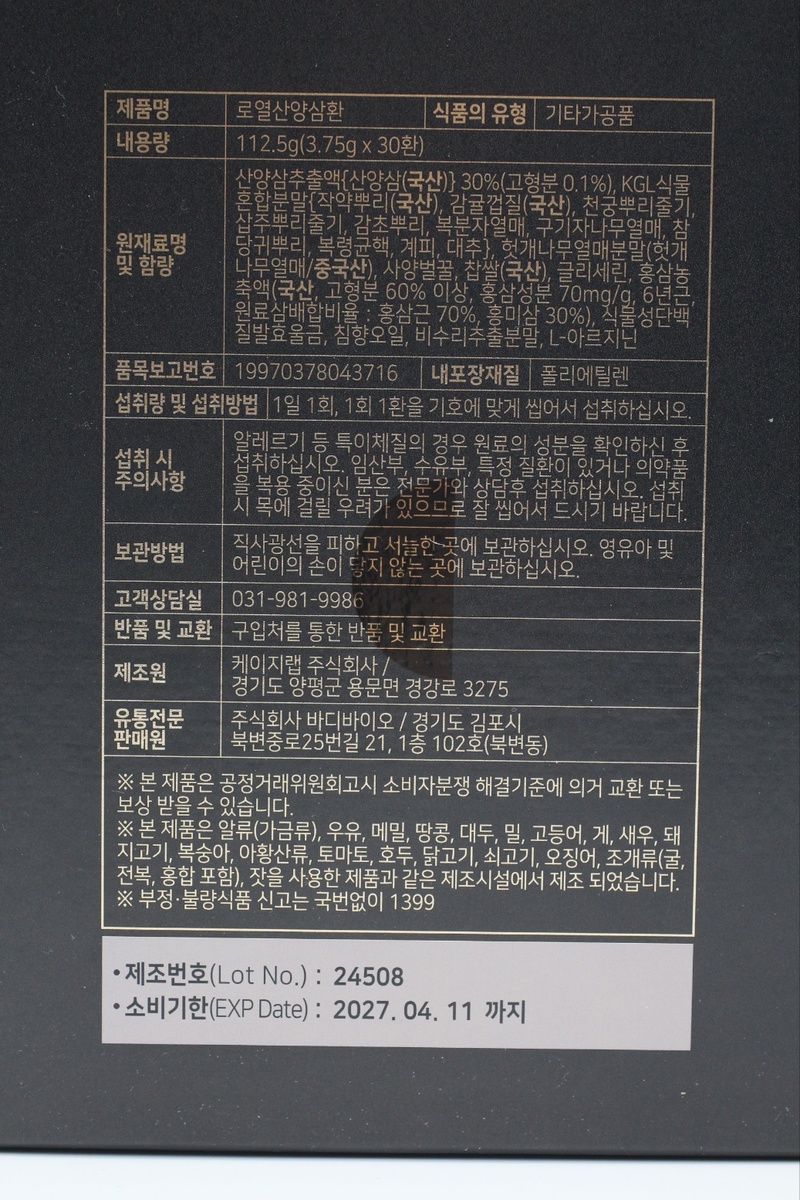 제품명 로열산양삼환 식품의 유형 기타가공품
내용량 112.5g(3.75g x 30환)
원재료명
및 함량
산양삼추출액{산양삼(국산)} 30%(고형분 0.1%), KGL식물
혼합분말{작약뿌리(국산), 감귤껍질(국산), 천궁뿌리줄기,
삽주뿌리줄기, 감초뿌리, 복분자열매, 구기자나무열매, 참
당귀뿌리, 복령균핵, 계피, 대추}, 헛개나무열매분말(헛개
나무열매/중국산), 사양벌꿀, 찹쌀(국산), 글리세린, 홍삼농
축액(국산, 고형분 60% 이상, 홍삼성분 70mg/g, 6년근,
원료삼배합비율 : 홍삼근 70%, 홍미삼 30%), 식물성단백
질발효울금, 침향오일, 비수리추출분말, L-아르지닌
품목보고번호 19970378043716 내포장재질 폴리에틸렌
섭취량 및 섭취방법 1일 1회, 1회 1환을 기호에 맞게 씹어서 섭취하십시오.
섭취 시
주의사항
알레르기 등 특이체질의 경우 원료의 성분을 확인하신 후
섭취하십시오. 임산부, 수유부, 특정 질환이 있거나 의약품
을 복용 중이신 분은 전문가와 상담후 섭취하십시오. 섭취
시 목에 걸릴 우려가 있으므로 잘 씹어서 드시기 바랍니다.
보관방법
직사광선을 피하고 서늘한 곳에 보관하십시오. 영유아 및
어린이의 손이 닿지 않는 곳에 보관하십시오.
고객상담실 031-981-9986
반품 및 교환 구입처를 통한 반품 및 교환
제조원
케이지랩 주식회사 /
경기도 양평군 용문면 경강로 3275
유통전문
판매원
주식회사 바디바이오 / 경기도 김포시
북변중로25번길 21, 1층 102호(북변동)
※ 본 제품은 공정거래위원회고시 소비자분쟁 해결기준에 의거 교환 또는
보상 받을 수 있습니다.
※ 본 제품은 알류(가금류), 우유, 메밀, 땅콩, 대두, 밀, 고등어, 게, 새우, 돼
지고기, 복숭아, 아황산류, 토마토, 호두, 닭고기, 쇠고기, 오징어, 조개류(굴,
전복, 홍합 포함), 잣을 사용한 제품과 같은 제조시설에서 제조 되었습니다.
※ 부정·불량식품 신고는 국번없이 1399
• 제조번호(Lot No.) : 24508
• 소비기한(EXP Date) : 2027. 04. 11 까지